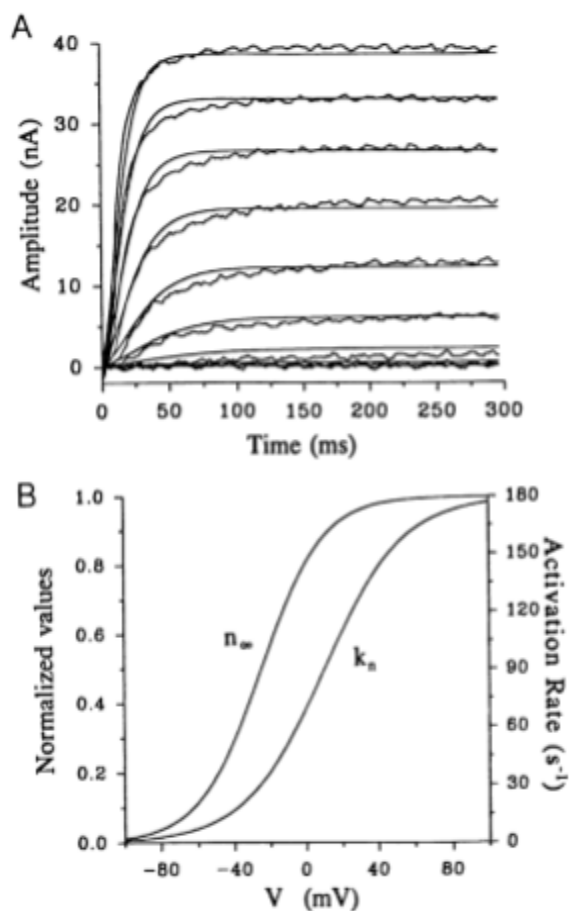 A
40
30
20
10
0
Amplitude (nA)
0 50 100 150 200 250 300
Time (ms)
B
1.0
0.8
0.6
0.4
0.2
0.0
Normalized values
n∞
kn
180
150
120
90
60
30
0
Activation Rate (s⁻¹)
-80 -40 0 40 80
V (mV)